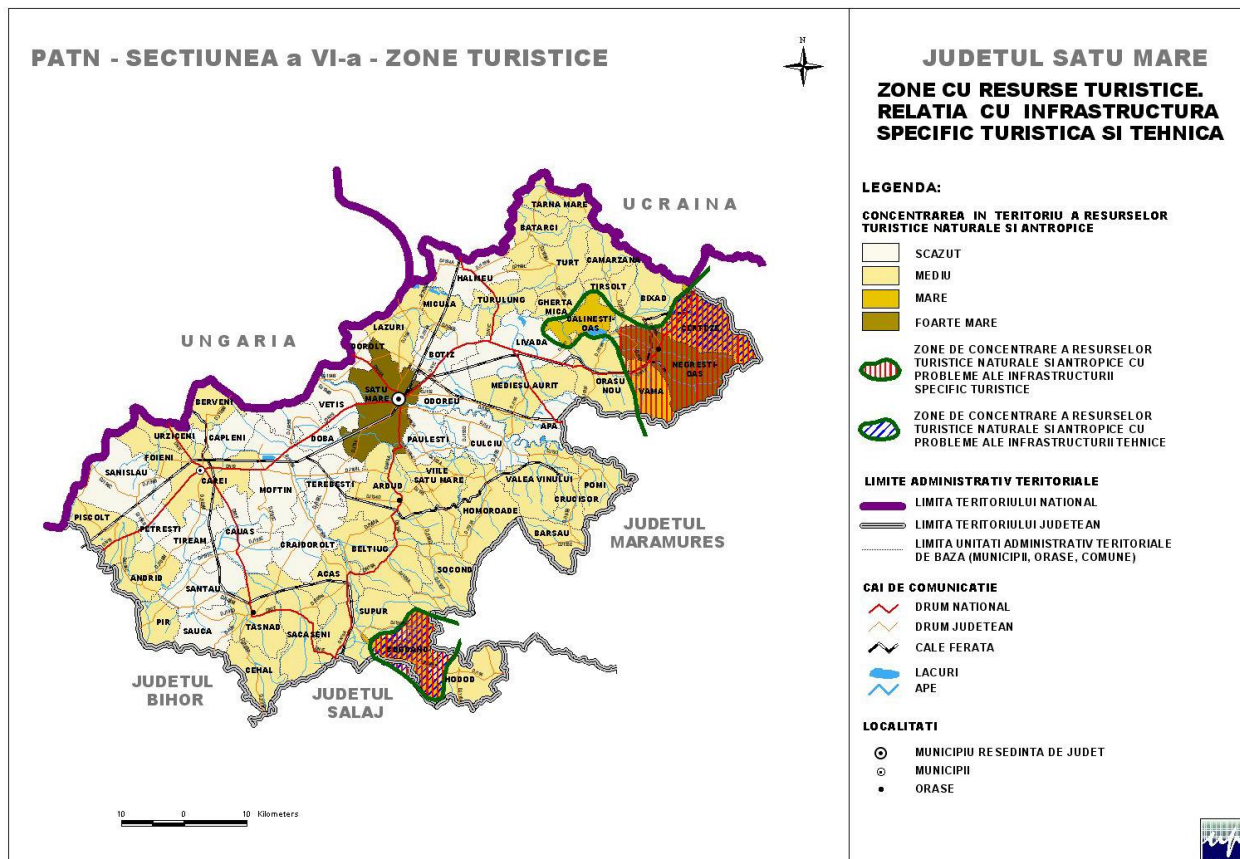 PATN - SECTIUNEA a VI-a - ZONE TURISTICE
N
JUDETUL SATU MARE
ZONE CU RESURSE TURISTICE.
RELATIA CU INFRASTRUCTURA
SPECIFIC TURISTICA SI TEHNICA
LEGENDA:
CONCENTRAREA IN TERITORIU A RESURSELOR
TURISTICE NATURALE SI ANTROPICE
SCAZUT
MEDIU
MARE
FOARTE MARE
ZONE DE CONCENTRARE A RESURSELOR
TURISTICE NATURALE SI ANTROPICE CU
PROBLEME ALE INFRASTRUCTURII
SPECIFIC TURISTICE
ZONE DE CONCENTRARE A RESURSELOR
TURISTICE NATURALE SI ANTROPICE CU
PROBLEME ALE INFRASTRUCTURII TEHNICE
LIMITE ADMINISTRATIV TERITORIALE
LIMITA TERITORIULUI NATIONAL
LIMITA TERITORIULUI JUDETEAN
LIMITA UNITATI ADMINISTRATIV TERITORIALE
DE BAZA (MUNICIPII, ORASE, COMUNE)
CAI DE COMUNICATIE
DRUM NATIONAL
DRUM JUDETEAN
CALE FERATA
LACURI
APE
LOCALITATI
MUNICIPIU RESEDINTA DE JUDET
MUNICIPII
ORASE
UCRAINA
UNGARIA
TARNA MARE
BATARCI
TURT
CAMARZANA
HALMEU
TIRSOLT
BIXAD
MICULA
TURULUNG
GHERTA
MICA
CALINESTI-
OAS
CERTEZE
LAZURI
DOROLT
BOTIZ
LIVADA
NEGRESTI-
OAS
VAMA
ORASU
NOU
MEDIESU AURIT
SATU
MARE
ODOREU
APA
BERVENI
VETIS
URZICENI
CAPLENI
DOBA
PAULESTI
CULCIU
FOIENI
SANISLAU
CAREI
MOFTIN
TEREBESTI
ARDUD
VIILE
SATU MARE
VALEA VINULUI
POMI
CRUCISOR
HOMOROADE
PISCOLT
PETRESTI
TIREAM
CAUAS
CRAIDOROLT
BELTIUG
BARSAU
JUDETUL
MARAMURES
ANDRID
SANTAU
ACAS
SOCOND
PIR
SAUCA
TASNAD
SACASENI
SUPUR
CEHAL
HODOD
JUDETUL
BIHOR
JUDETUL
SALAJ
10 0 10 Kilometers